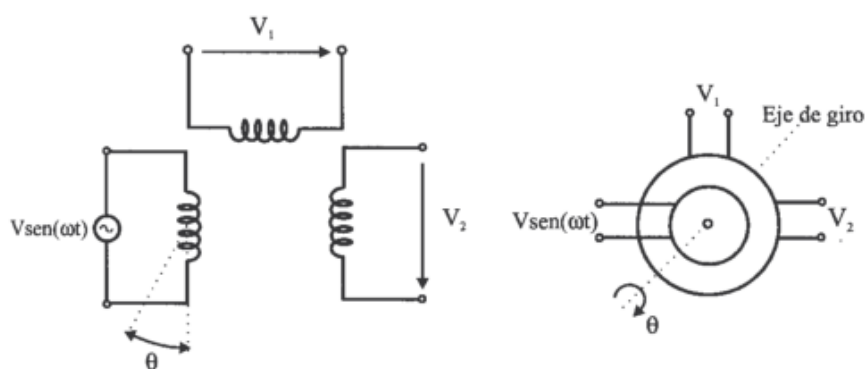 V₁
Vsen(ωt)
V₂
θ
V₁
Eje de giro
Vsen(ωt)
V₂
θ